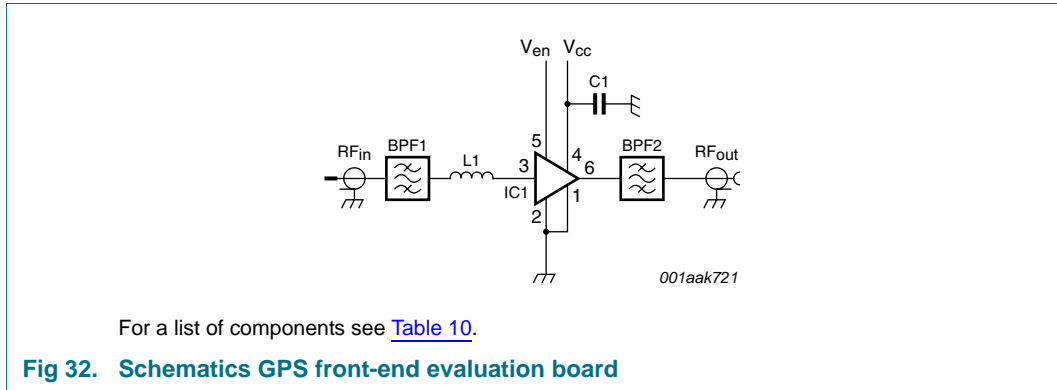 Ven Vcc
C1
5
RFin BPF1 L1 3 4 6 BPF2 RFout
IC1 1
2
001aak721
For a list of components see Table 10.
Fig 32. Schematics GPS front-end evaluation board